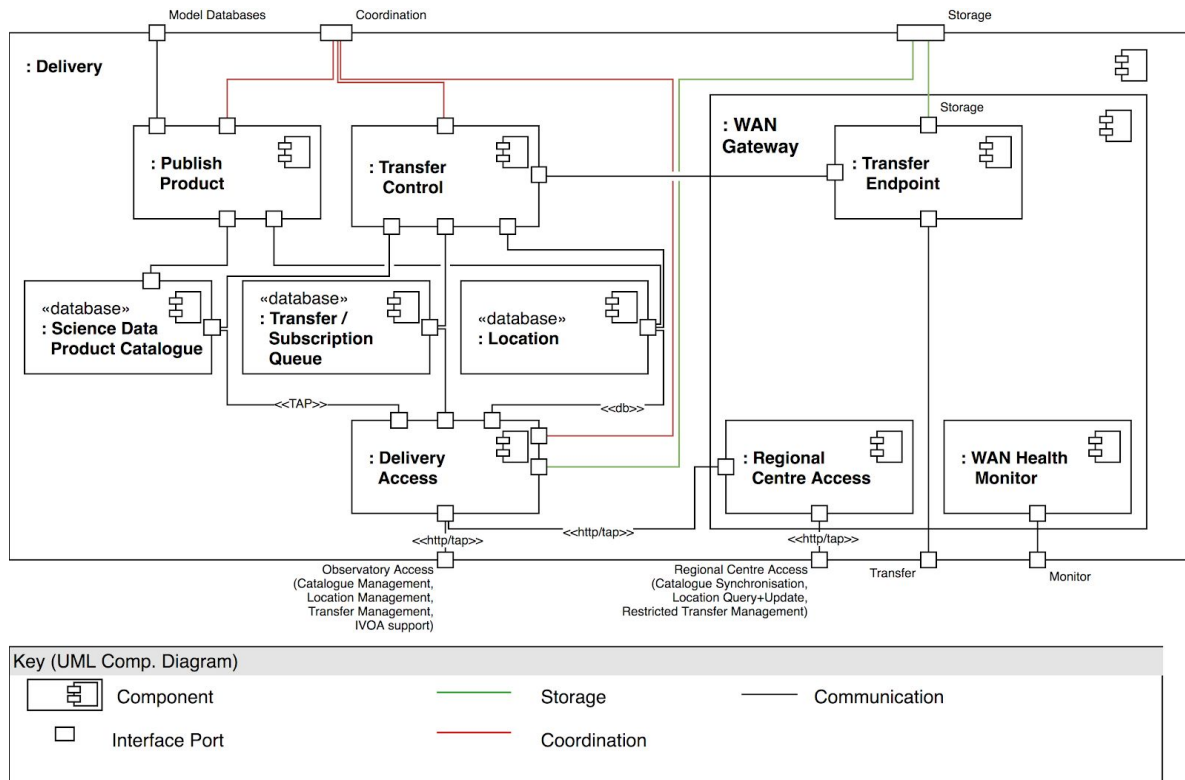 Model Databases
Coordination
Storage
: Delivery
Storage
: WAN
Gateway
: Publish
Product
: Transfer
Control
: Transfer
Endpoint
«database»
: Science Data
Product Catalogue
«database»
: Transfer /
Subscription
Queue
«database»
: Location
<<TAP>>
<<db>>
: Delivery
Access
: Regional
Centre Access
: WAN Health
Monitor
<<http/tap>>
<<http/tap>>
<<http/tap>>
Observatory Access
(Catalogue Management,
Location Management,
Transfer Management,
IVOA support)
Regional Centre Access
(Catalogue Synchronisation,
Location Query+Update,
Restricted Transfer Management)
Transfer
Monitor
Key (UML Comp. Diagram)
Component
Storage
Communication
Interface Port
Coordination